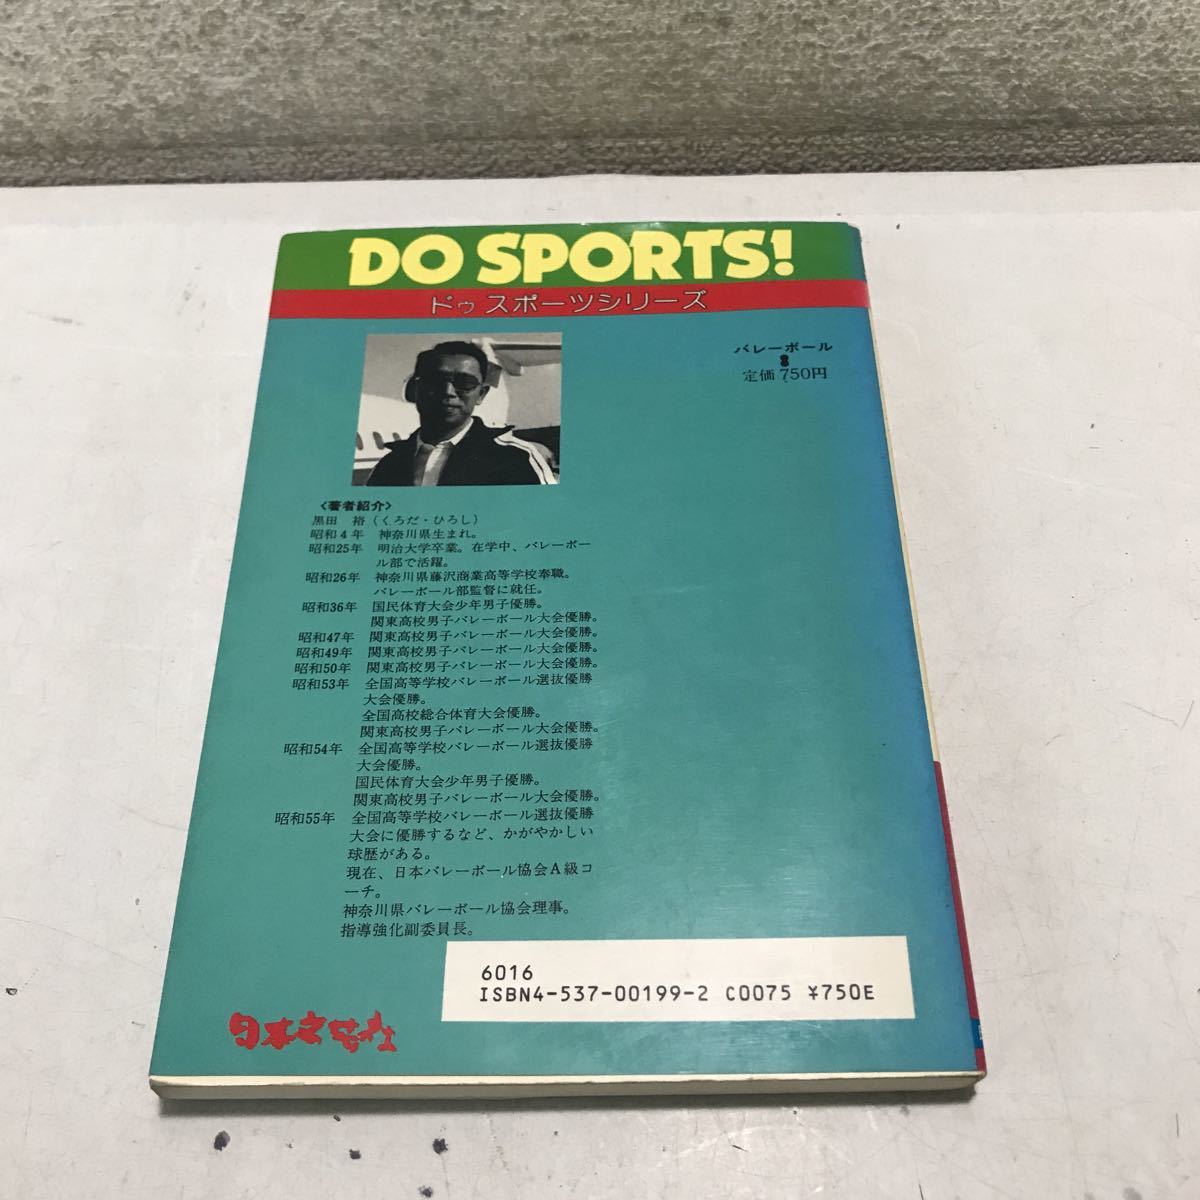 DO SPORTS!
ドゥ スポーツシリーズ
バレーボール
定価 750円
〈著者紹介〉
黒田 裕（くろだ・ひろし）
昭和4年 神奈川県生まれ。
昭和25年 明治大学卒業。在学中、バレーボー
ル部で活躍。
昭和26年 神奈川県藤沢商業高等学校奉職。
バレーボール部監督に就任。
昭和36年 国民体育大会少年男子優勝。
関東高校男子バレーボール大会優勝。
昭和47年 関東高校男子バレーボール大会優勝。
昭和49年 関東高校男子バレーボール大会優勝。
昭和50年 関東高校男子バレーボール大会優勝。
昭和53年 全国高等学校バレーボール選抜優勝
大会優勝。
全国高校総合体育大会優勝。
関東高校男子バレーボール大会優勝。
昭和54年 全国高等学校バレーボール選抜優勝
大会優勝。
国民体育大会少年男子優勝。
関東高校男子バレーボール大会優勝。
昭和55年 全国高等学校バレーボール選抜優勝
大会に優勝するなど、かがやかしい
球歴がある。
現在、日本バレーボール協会A級コ
ーチ。
神奈川県バレーボール協会理事。
指導強化副委員長。
6016
ISBN4-537-00199-2 C0075 ¥750E
日本文芸社